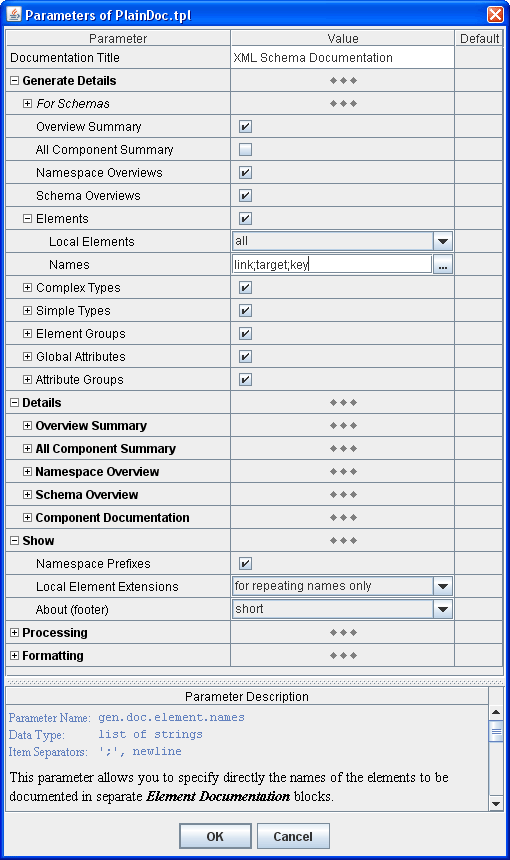 Parameters of PlainDoc.tpl
Parameter Value Default
Documentation Title XML Schema Documentation
Generate Details
For Schemas
Overview Summary
All Component Summary
Namespace Overviews
Schema Overviews
Elements
Local Elements all
Names link;target;key ...
Complex Types
Simple Types
Element Groups
Global Attributes
Attribute Groups
Details
Overview Summary
All Component Summary
Namespace Overview
Schema Overview
Component Documentation
Show
Namespace Prefixes
Local Element Extensions for repeating names only
About (footer) short
Processing
Formatting
Parameter Description
Parameter Name: gen.doc.element.names
Data Type: list of strings
Item Separators: ';', newline
This parameter allows you to specify directly the names of the elements to be
documented in separate Element Documentation blocks.
OK Cancel